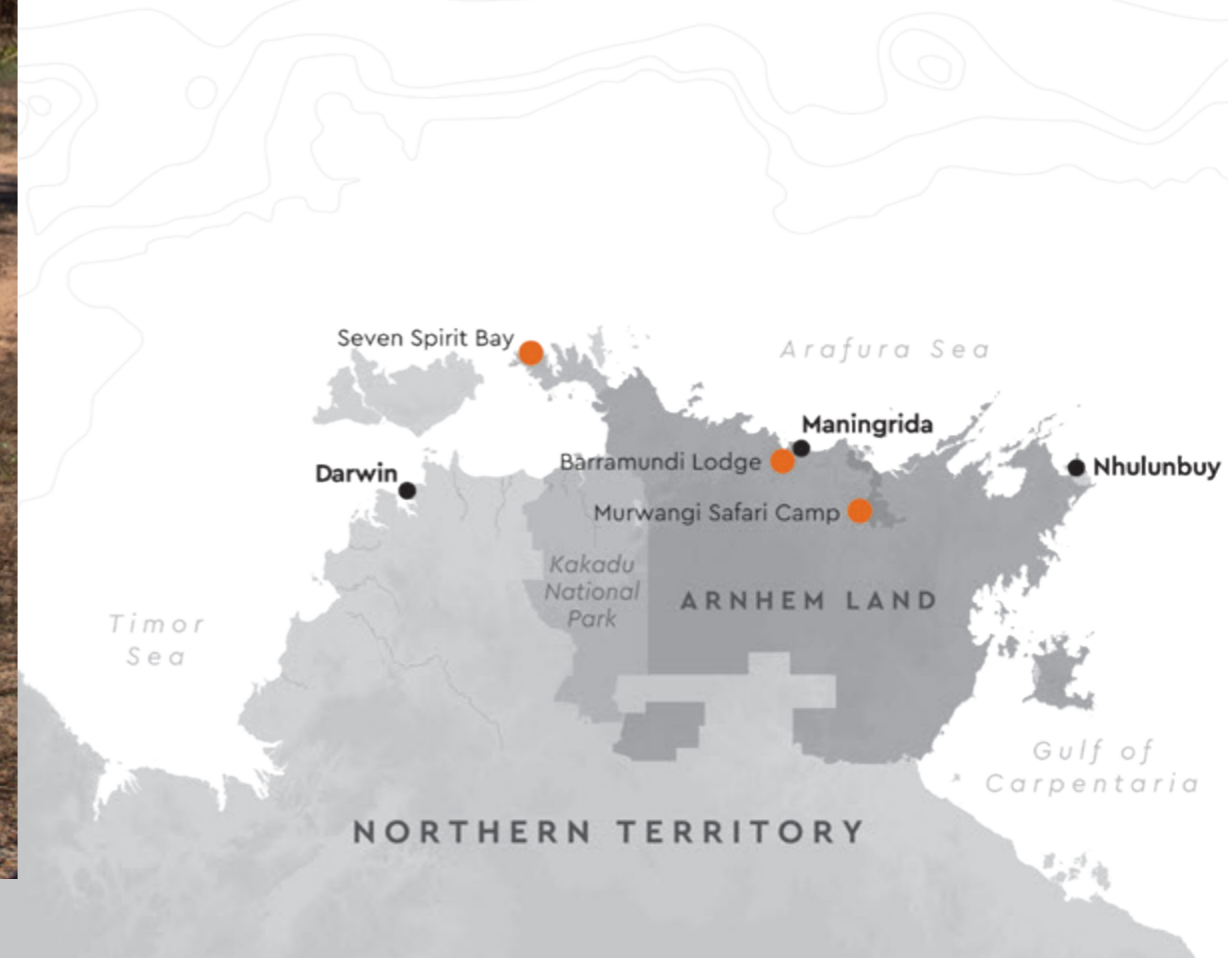 Seven Spirit Bay
Arafura Sea
Maningrida
Barramundi Lodge
Nhulunbuy
Darwin
Murwangi Safari Camp
Kakadu
National
Park
ARNHEM LAND
Timor
Sea
Gulf of
Carpentaria
NORTHERN TERRITORY